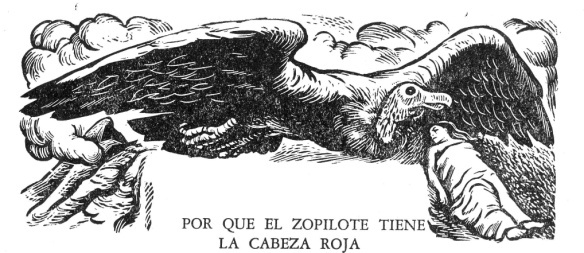 POR QUE EL ZOPILOTE TIENE
LA CABEZA ROJA